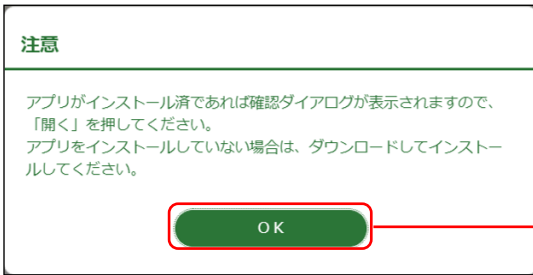 注意
アプリがインストール済であれば確認ダイアログが表示されますので、
「開く」を押してください。
アプリをインストールしていない場合は、ダウンロードしてインストー
ルしてください。
OK